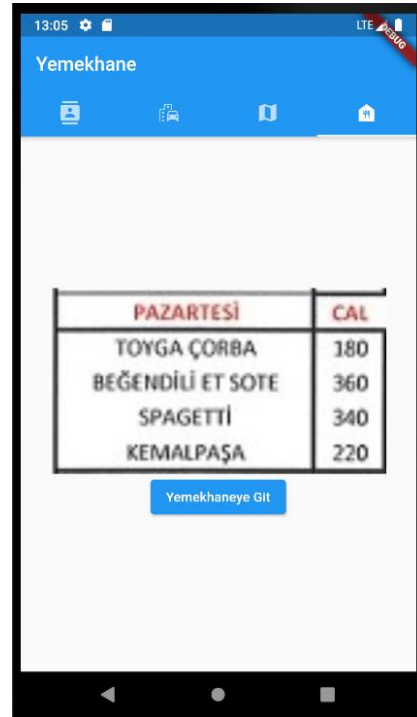 13:05
LTE
DEBUG
Yemekhane
PAZARTESİ CAL
TOYGA ÇORBA 180
BEĞENDİLİ ET SOTE 360
SPAGETTİ 340
KEMALPAŞA 220
Yemekhaneye Git